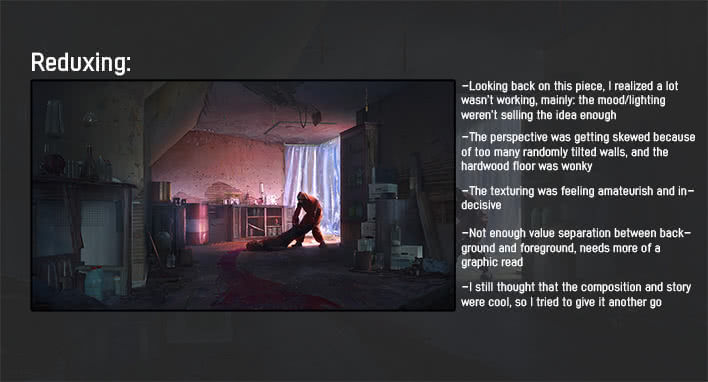 Reduxing:
-Looking back on this piece, I realized a lot
wasn't working, mainly: the mood/lighting
weren't selling the idea enough
-The perspective was getting skewed because
of too many randomly tilted walls, and the
hardwood floor was wonky
-The texturing was feeling amateurish and in-
decisive
-Not enough value separation between back-
ground and foreground, needs more of a
graphic read
-I still thought that the composition and story
were cool, so I tried to give it another go